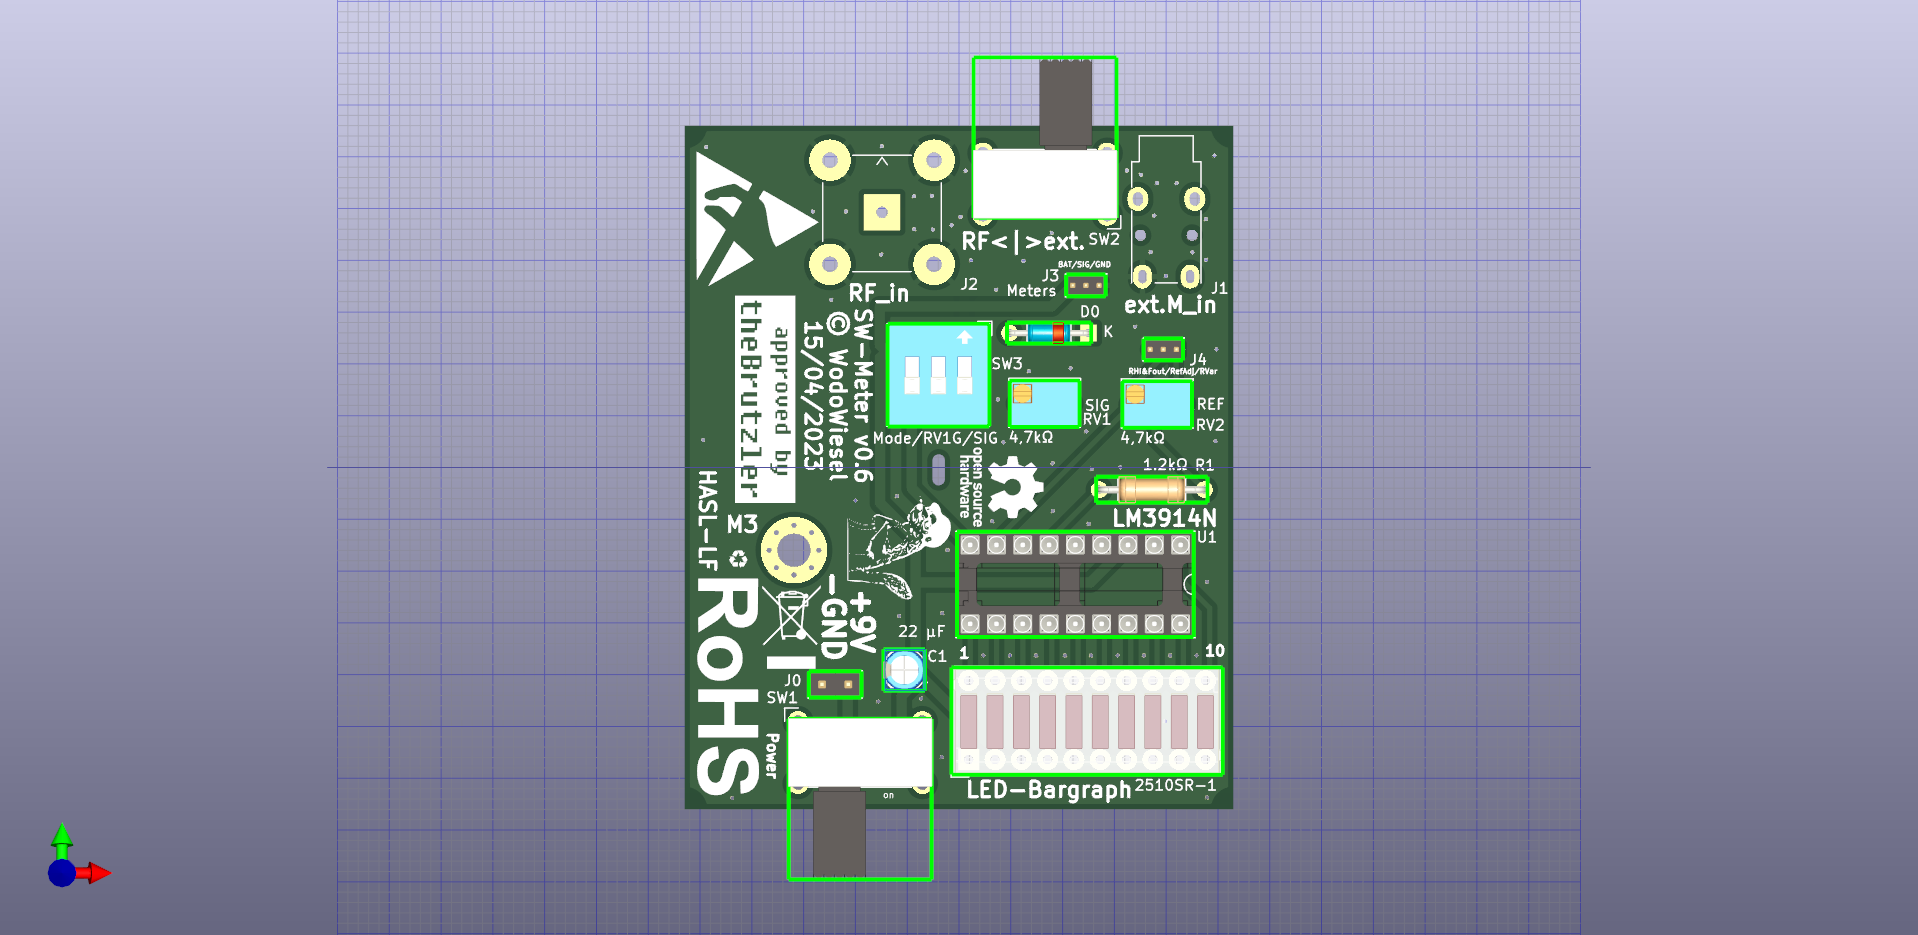 RF<|>ext.
SW2
BAT/SIG/GND
J3
Meters
J2
RF_in
J1
ext.M_in
D0
K
SW3
J4
RHI&Fout/RefAdj/RVar
SIG
RV1
4,7kΩ
REF
RV2
4,7kΩ
Mode/RV1G/SIG
1.2kΩ R1
LM3914N
U1
approved by
theBrutzler
SW-Meter v0.6
© WodoWiesel
15/04/2023
open source
hardware
HASL-LF
M3
RoHS
+9V
-GND
22 µF
C1
J0
SW1
Power
on
1
10
LED-Bargraph
2510SR-1